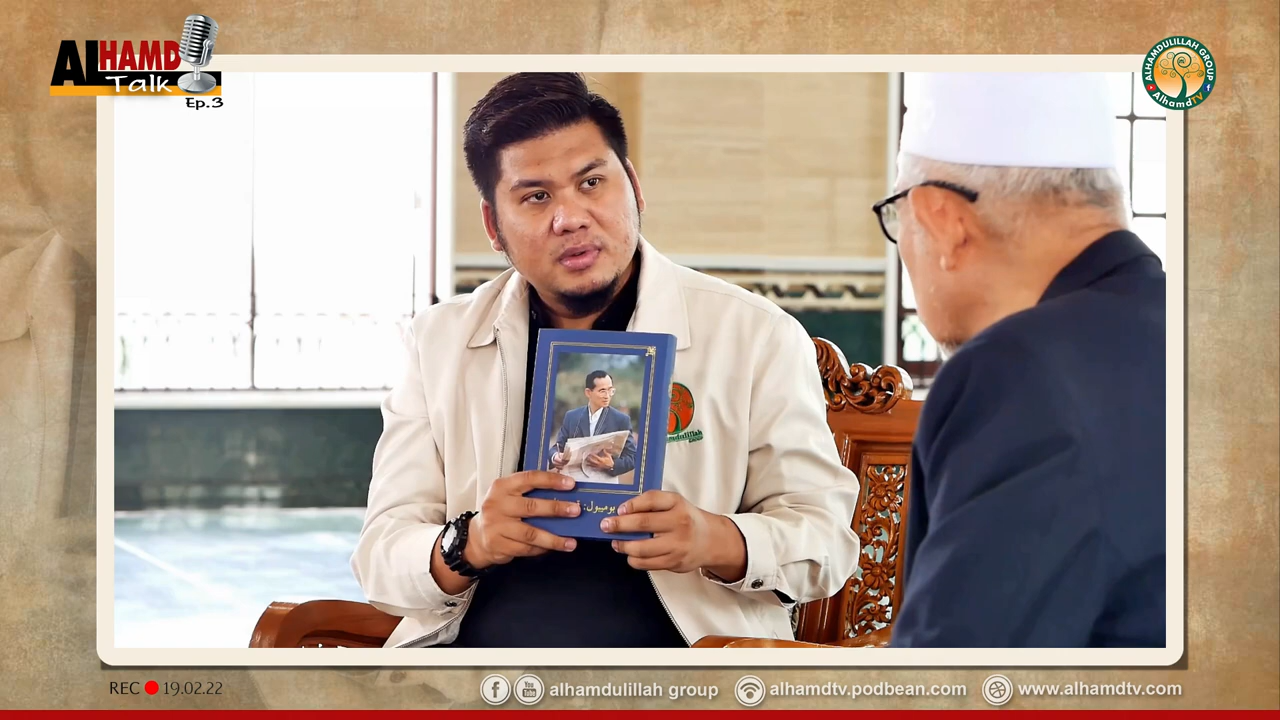 ALHAMD
Talk
Ep.3
ALHAMDULILLAH GROUP
AlhamdTV
GROUP
بوميبول:
REC 19.02.22
alhamdulillah group
alhamdtv.podbean.com
www.alhamdtv.com